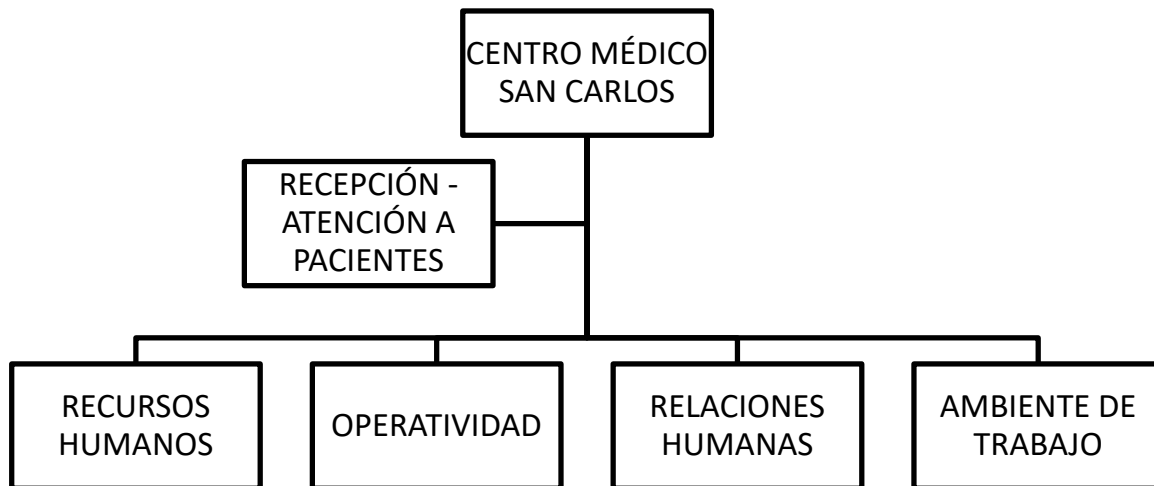 CENTRO MÉDICO
SAN CARLOS
RECEPCIÓN -
ATENCIÓN A
PACIENTES
RECURSOS
HUMANOS
OPERATIVIDAD
RELACIONES
HUMANAS
AMBIENTE DE
TRABAJO